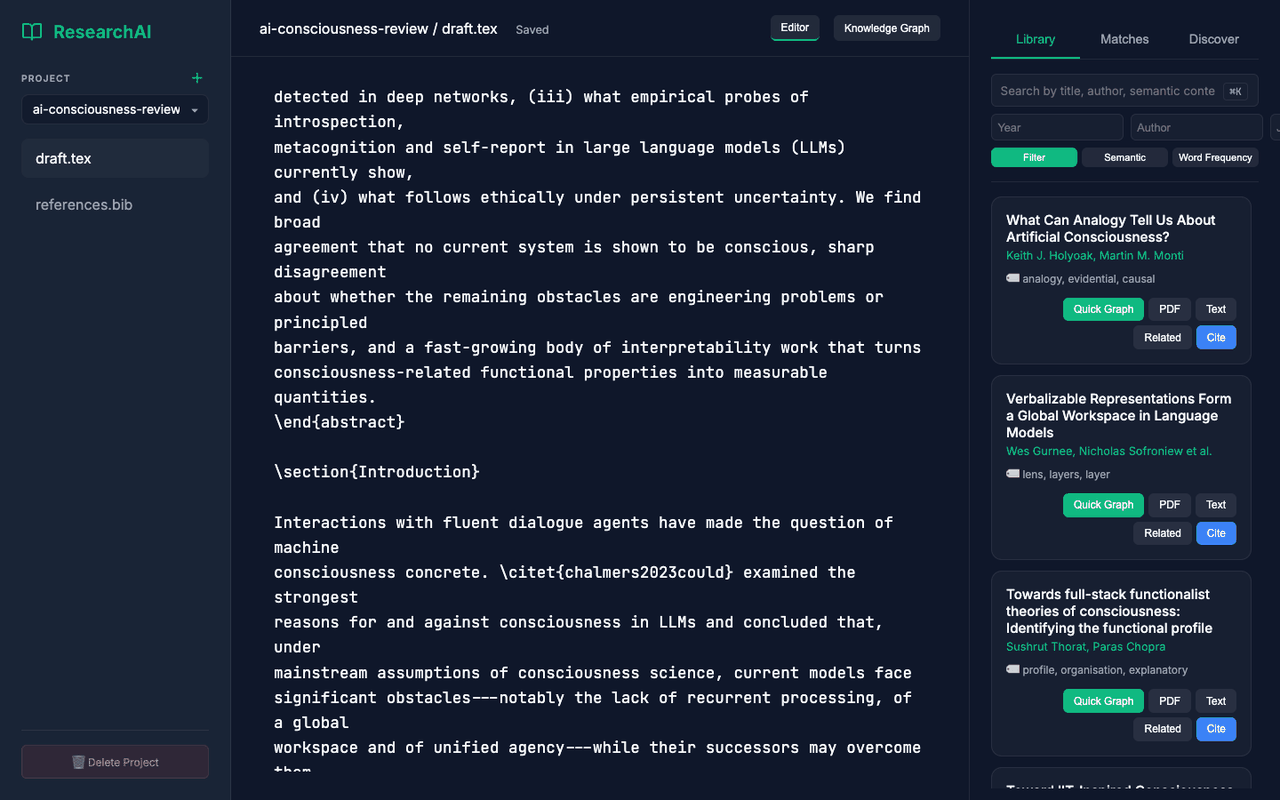 ResearchAI
PROJECT
+
ai-consciousness-review
draft.tex
references.bib
Delete Project
ai-consciousness-review / draft.tex
Saved
Editor
Knowledge Graph
detected in deep networks, (iii) what empirical probes of
introspection,
metacognition and self-report in large language models (LLMs)
currently show,
and (iv) what follows ethically under persistent uncertainty. We find
broad
agreement that no current system is shown to be conscious, sharp
disagreement
about whether the remaining obstacles are engineering problems or
principled
barriers, and a fast-growing body of interpretability work that turns
consciousness-related functional properties into measurable
quantities.
\end{abstract}
\section{Introduction}
Interactions with fluent dialogue agents have made the question of
machine
consciousness concrete. \citet{chalmers2023could} examined the
strongest
reasons for and against consciousness in LLMs and concluded that,
under
mainstream assumptions of consciousness science, current models face
significant obstacles---notably the lack of recurrent processing, of
a global
workspace and of unified agency---while their successors may overcome
them
Library
Matches
Discover
Search by title, author, semantic conte
⌘K
Year
Author
Filter
Semantic
Word Frequency
What Can Analogy Tell Us About
Artificial Consciousness?
Keith J. Holyoak, Martin M. Monti
analogy, evidential, causal
Quick Graph
PDF
Text
Related
Cite
Verbalizable Representations Form
a Global Workspace in Language
Models
Wes Gurnee, Nicholas Sofroniew et al.
lens, layers, layer
Quick Graph
PDF
Text
Related
Cite
Towards full-stack functionalist
theories of consciousness:
Identifying the functional profile
Sushrut Thorat, Paras Chopra
profile, organisation, explanatory
Quick Graph
PDF
Text
Related
Cite
Toward IIT-Inspired Consciousness